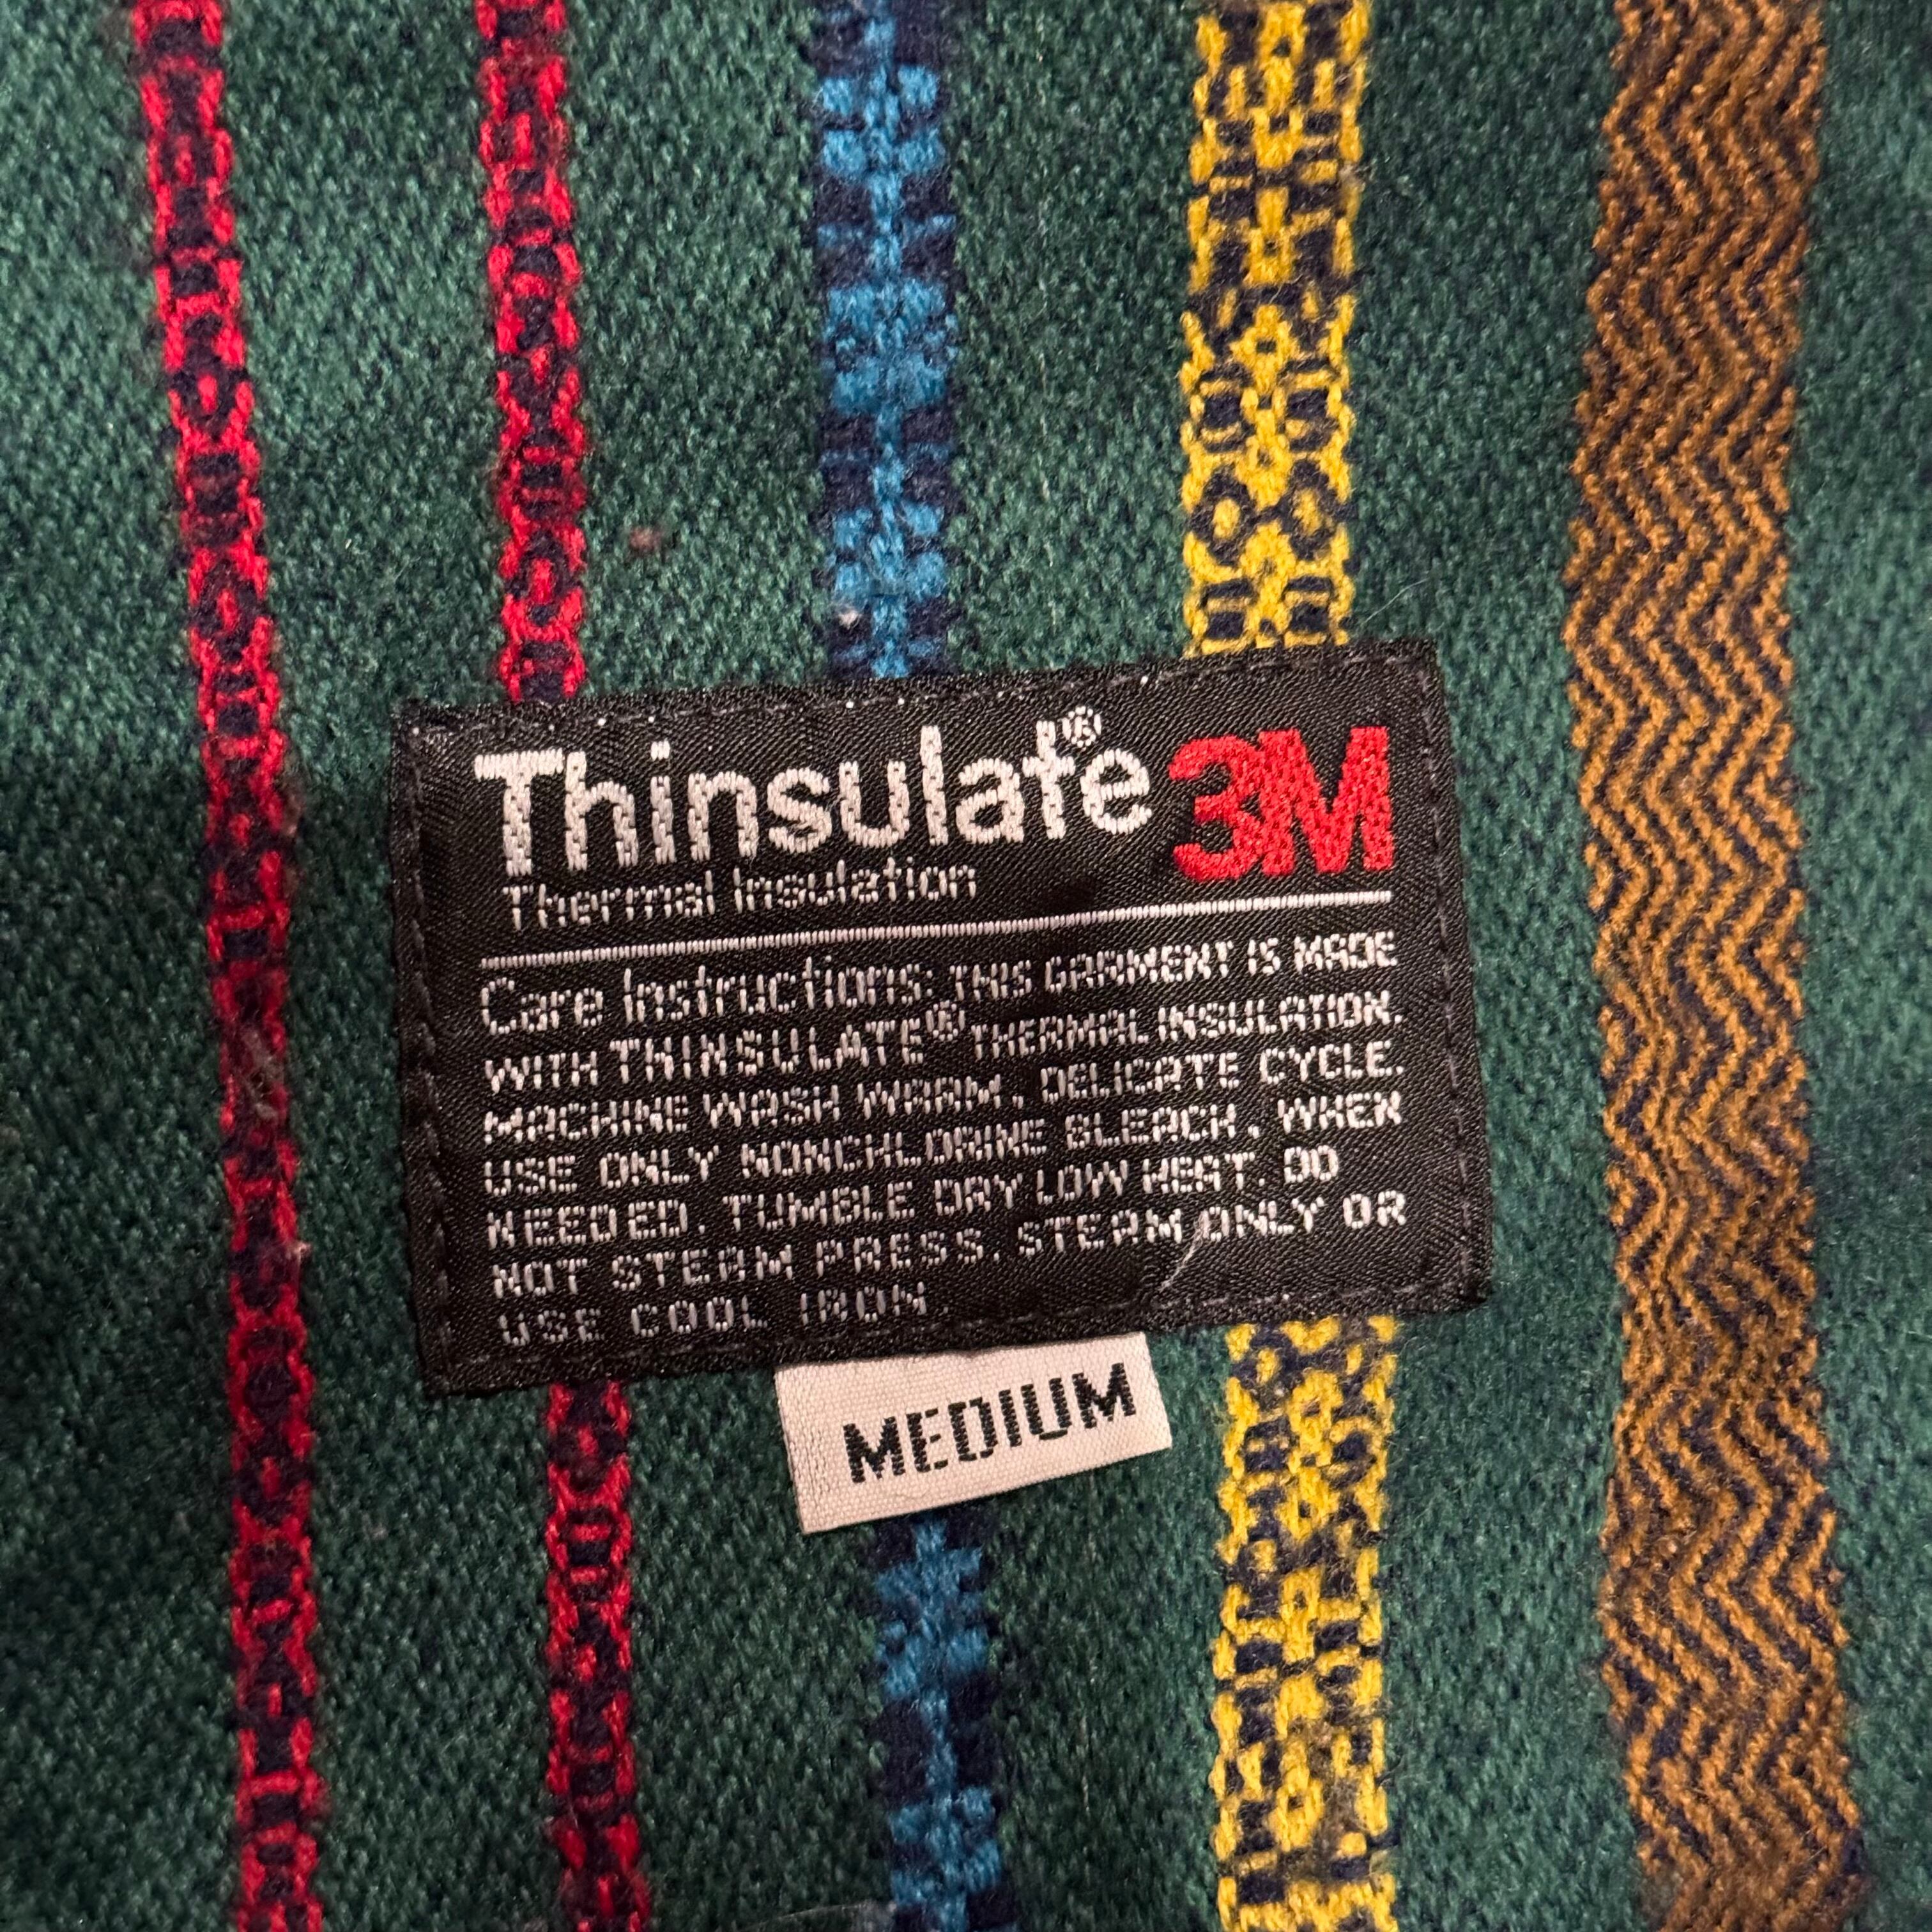 Thinsulate® 3M
Thermal Insulation
Care Instructions: THIS GARMENT IS MADE
WITH THINSULATE® THERMAL INSULATION.
MACHINE WASH WARM, DELICATE CYCLE.
USE ONLY NONCHLORINE BLEACH, WHEN
NEEDED. TUMBLE DRY LOW HEAT. DO
NOT STEAM PRESS. STEAM ONLY OR
USE COOL IRON.
MEDIUM